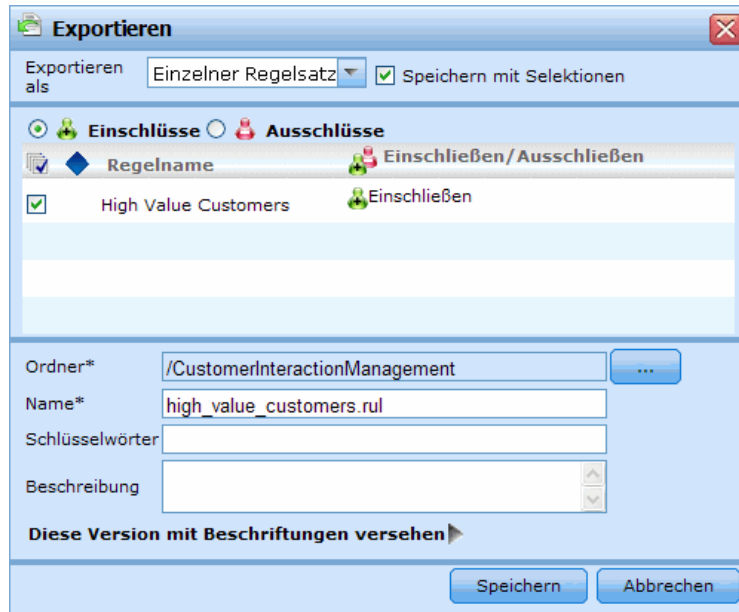 Exportieren
Exportieren als
Einzelner Regelsatz
Speichern mit Selektionen
Einschlüsse Ausschlüsse
Regelname Einschließen/Ausschließen
High Value Customers Einschließen
Ordner* /CustomerInteractionManagement ...
Name* high_value_customers.rul
Schlüsselwörter
Beschreibung
Diese Version mit Beschriftungen versehen
Speichern Abbrechen